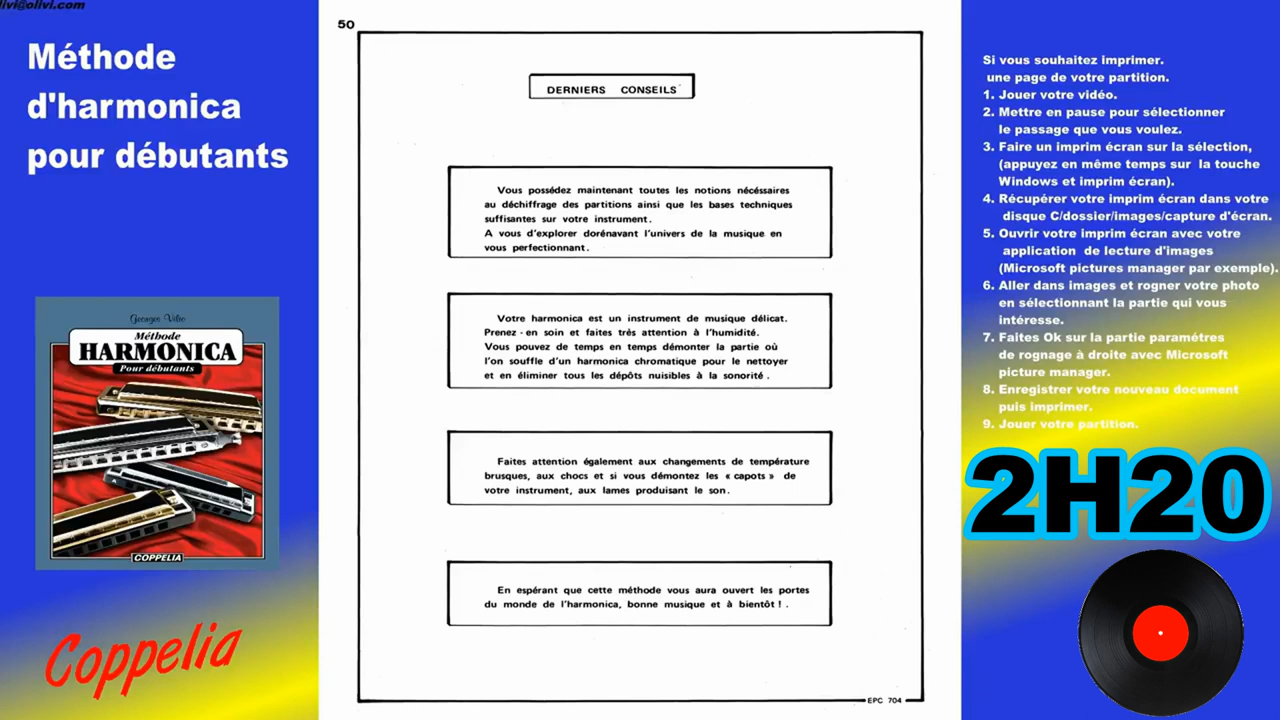 livi@olivi.com
Méthode
d'harmonica
pour débutants
Georges Vilso
Méthode
HARMONICA
Pour débutants
COPPELIA
Coppelia
50
DERNIERS CONSEILS
Vous possédez maintenant toutes les notions nécéssaires
au déchiffrage des partitions ainsi que les bases techniques
suffisantes sur votre instrument.
A vous d'explorer dorénavant l'univers de la musique en
vous perfectionnant.
Votre harmonica est un instrument de musique délicat.
Prenez - en soin et faites très attention à l'humidité.
Vous pouvez de temps en temps démonter la partie où
l'on souffle d'un harmonica chromatique pour le nettoyer
et en éliminer tous les dépôts nuisibles à la sonorité .
Faites attention également aux changements de température
brusques, aux chocs et si vous démontez les « capots » de
votre instrument, aux lames produisant le son.
En espérant que cette méthode vous aura ouvert les portes
du monde de l'harmonica, bonne musique et à bientôt ! .
EPC 704
Si vous souhaitez imprimer.
une page de votre partition.
1. Jouer votre vidéo.
2. Mettre en pause pour sélectionner
le passage que vous voulez.
3. Faire un imprim écran sur la sélection,
(appuyez en même temps sur la touche
Windows et imprim écran).
4. Récupérer votre imprim écran dans votre
disque C/dossier/images/capture d'écran.
5. Ouvrir votre imprim écran avec votre
application de lecture d'images
(Microsoft pictures manager par exemple).
6. Aller dans images et rogner votre photo
en sélectionnant la partie qui vous
intéresse.
7. Faites Ok sur la partie paramétres
de rognage à droite avec Microsoft
picture manager.
8. Enregistrer votre nouveau document
puis imprimer.
9. Jouer votre partition.
2H20